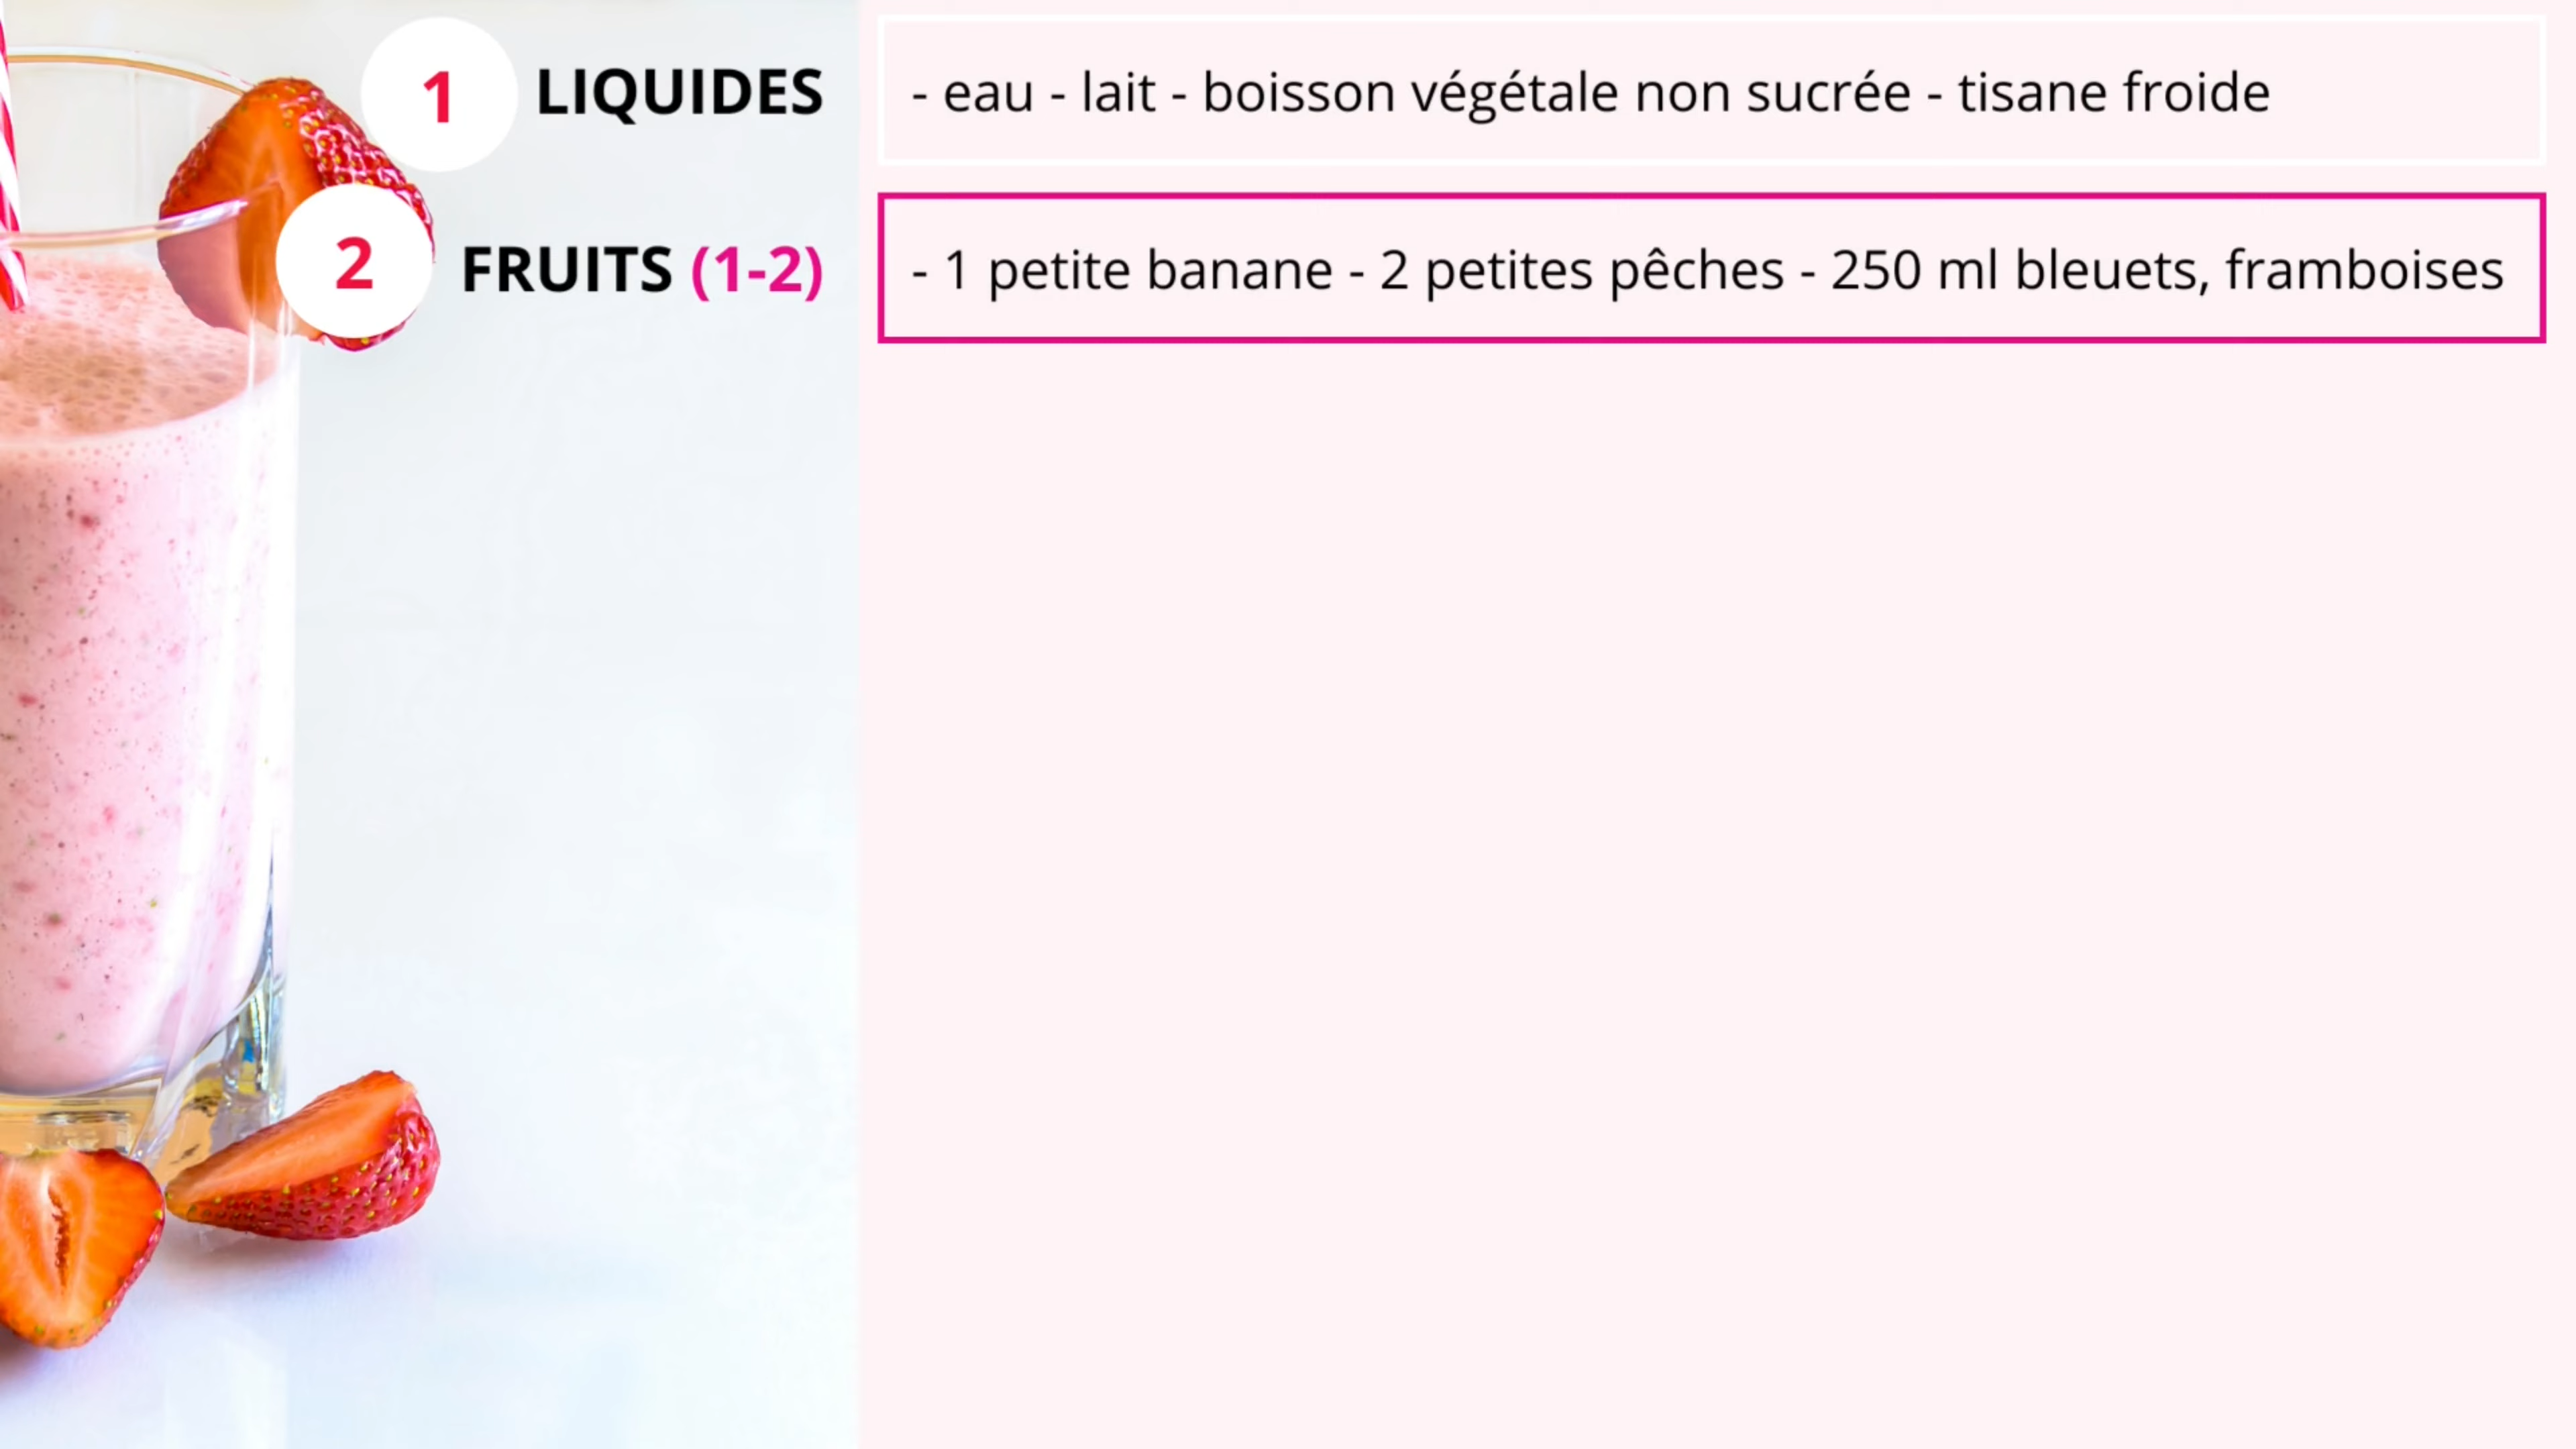 1 LIQUIDES - eau - lait - boisson végétale non sucrée - tisane froide
2 FRUITS (1-2) - 1 petite banane - 2 petites pêches - 250 ml bleuets, framboises